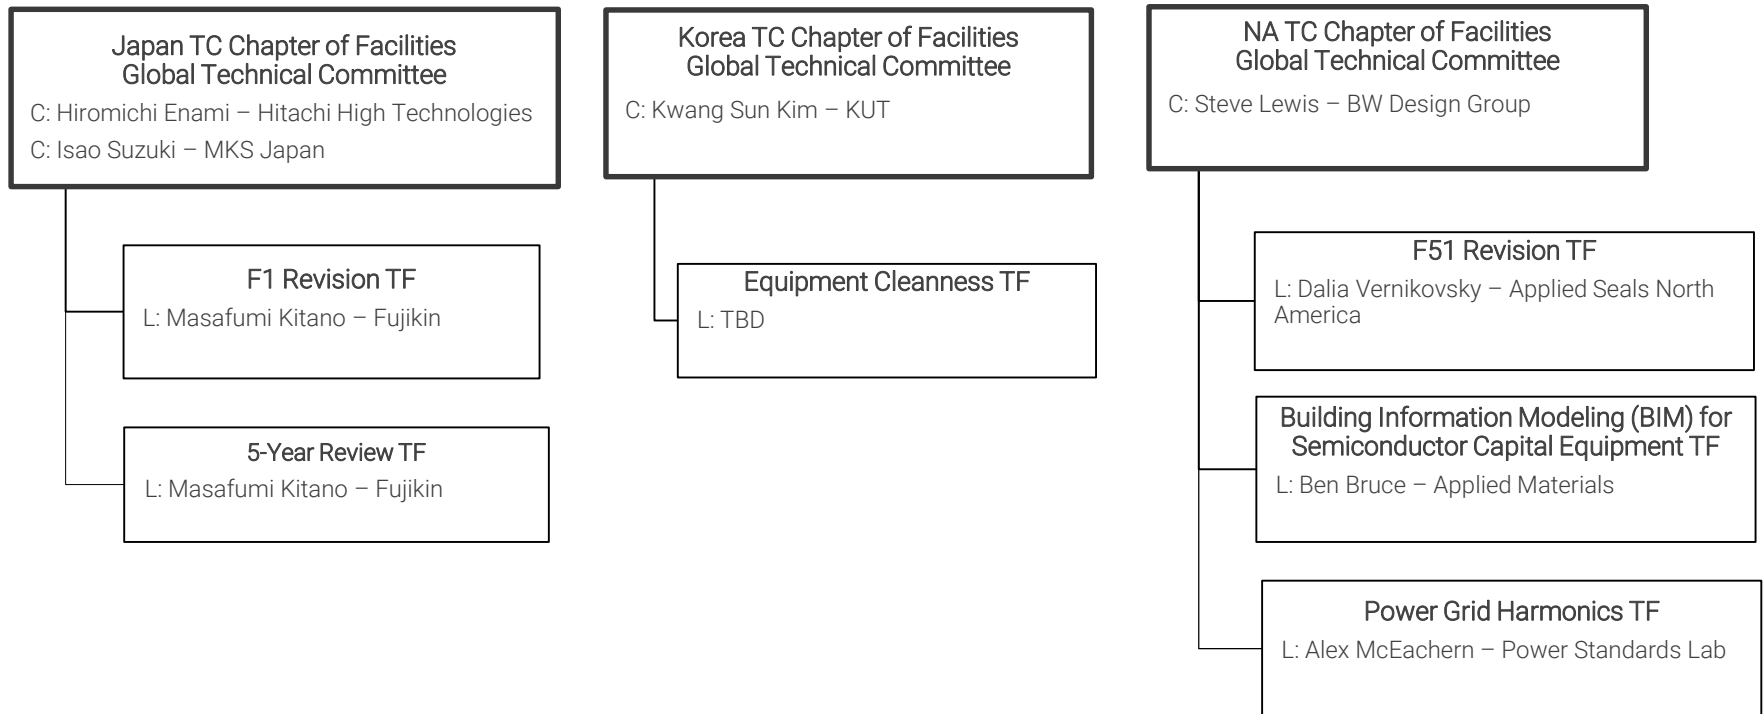 Japan TC Chapter of Facilities
Global Technical Committee
C: Hiromichi Enami – Hitachi High Technologies
C: Isao Suzuki – MKS Japan
F1 Revision TF
L: Masafumi Kitano – Fujikin
5-Year Review TF
L: Masafumi Kitano – Fujikin
Korea TC Chapter of Facilities
Global Technical Committee
C: Kwang Sun Kim – KUT
Equipment Cleanness TF
L: TBD
NA TC Chapter of Facilities
Global Technical Committee
C: Steve Lewis – BW Design Group
F51 Revision TF
L: Dalia Vernikovsky – Applied Seals North
America
Building Information Modeling (BIM) for
Semiconductor Capital Equipment TF
L: Ben Bruce – Applied Materials
Power Grid Harmonics TF
L: Alex McEachern – Power Standards Lab